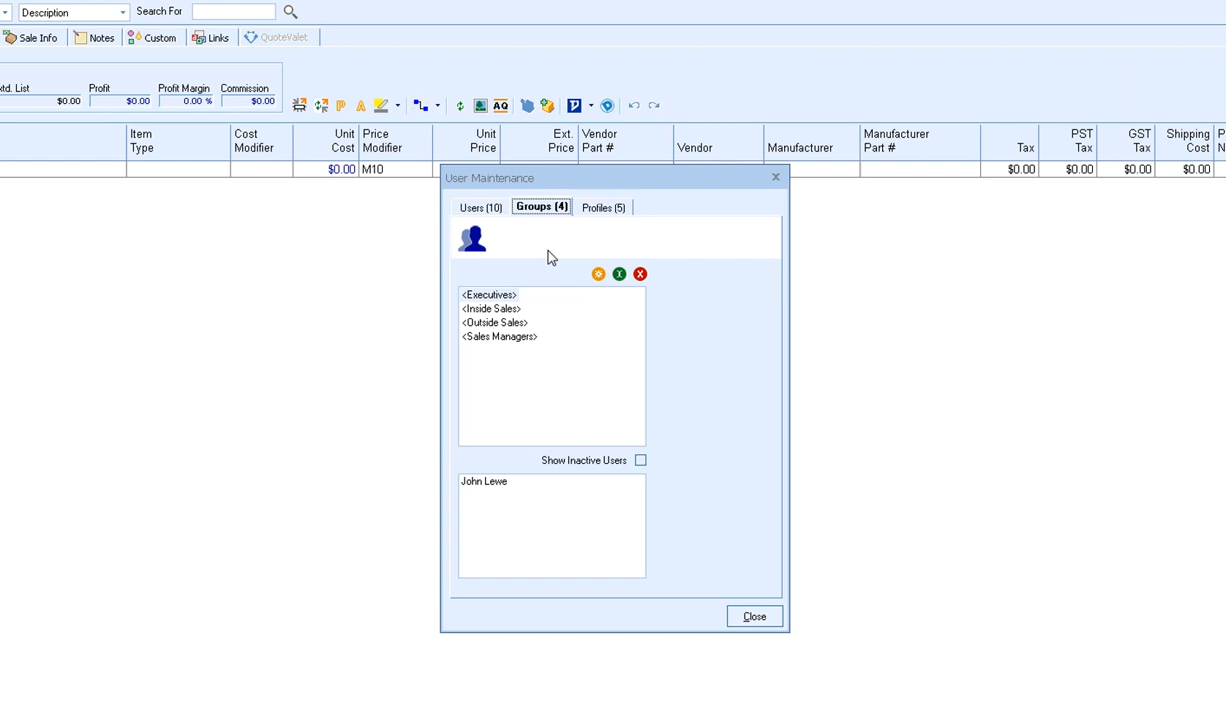 Description Search For
Sale Info Notes Custom Links QuoteValet
xtd. List Profit Profit Margin Commission
$0.00 $0.00 0.00 % $0.00
P A AQ
Item Type Cost Modifier Unit Cost Price Modifier Unit Price Ext. Price Vendor Part # Vendor Manufacturer Manufacturer Part # Tax PST Tax GST Tax Shipping Cost P N
$0.00 M10 $0.00 $0.00 $0.00 $0.00
User Maintenance
Users (10) Groups (4) Profiles (5)
<Executives>
<Inside Sales>
<Outside Sales>
<Sales Managers>
Show Inactive Users
John Lewe
Close